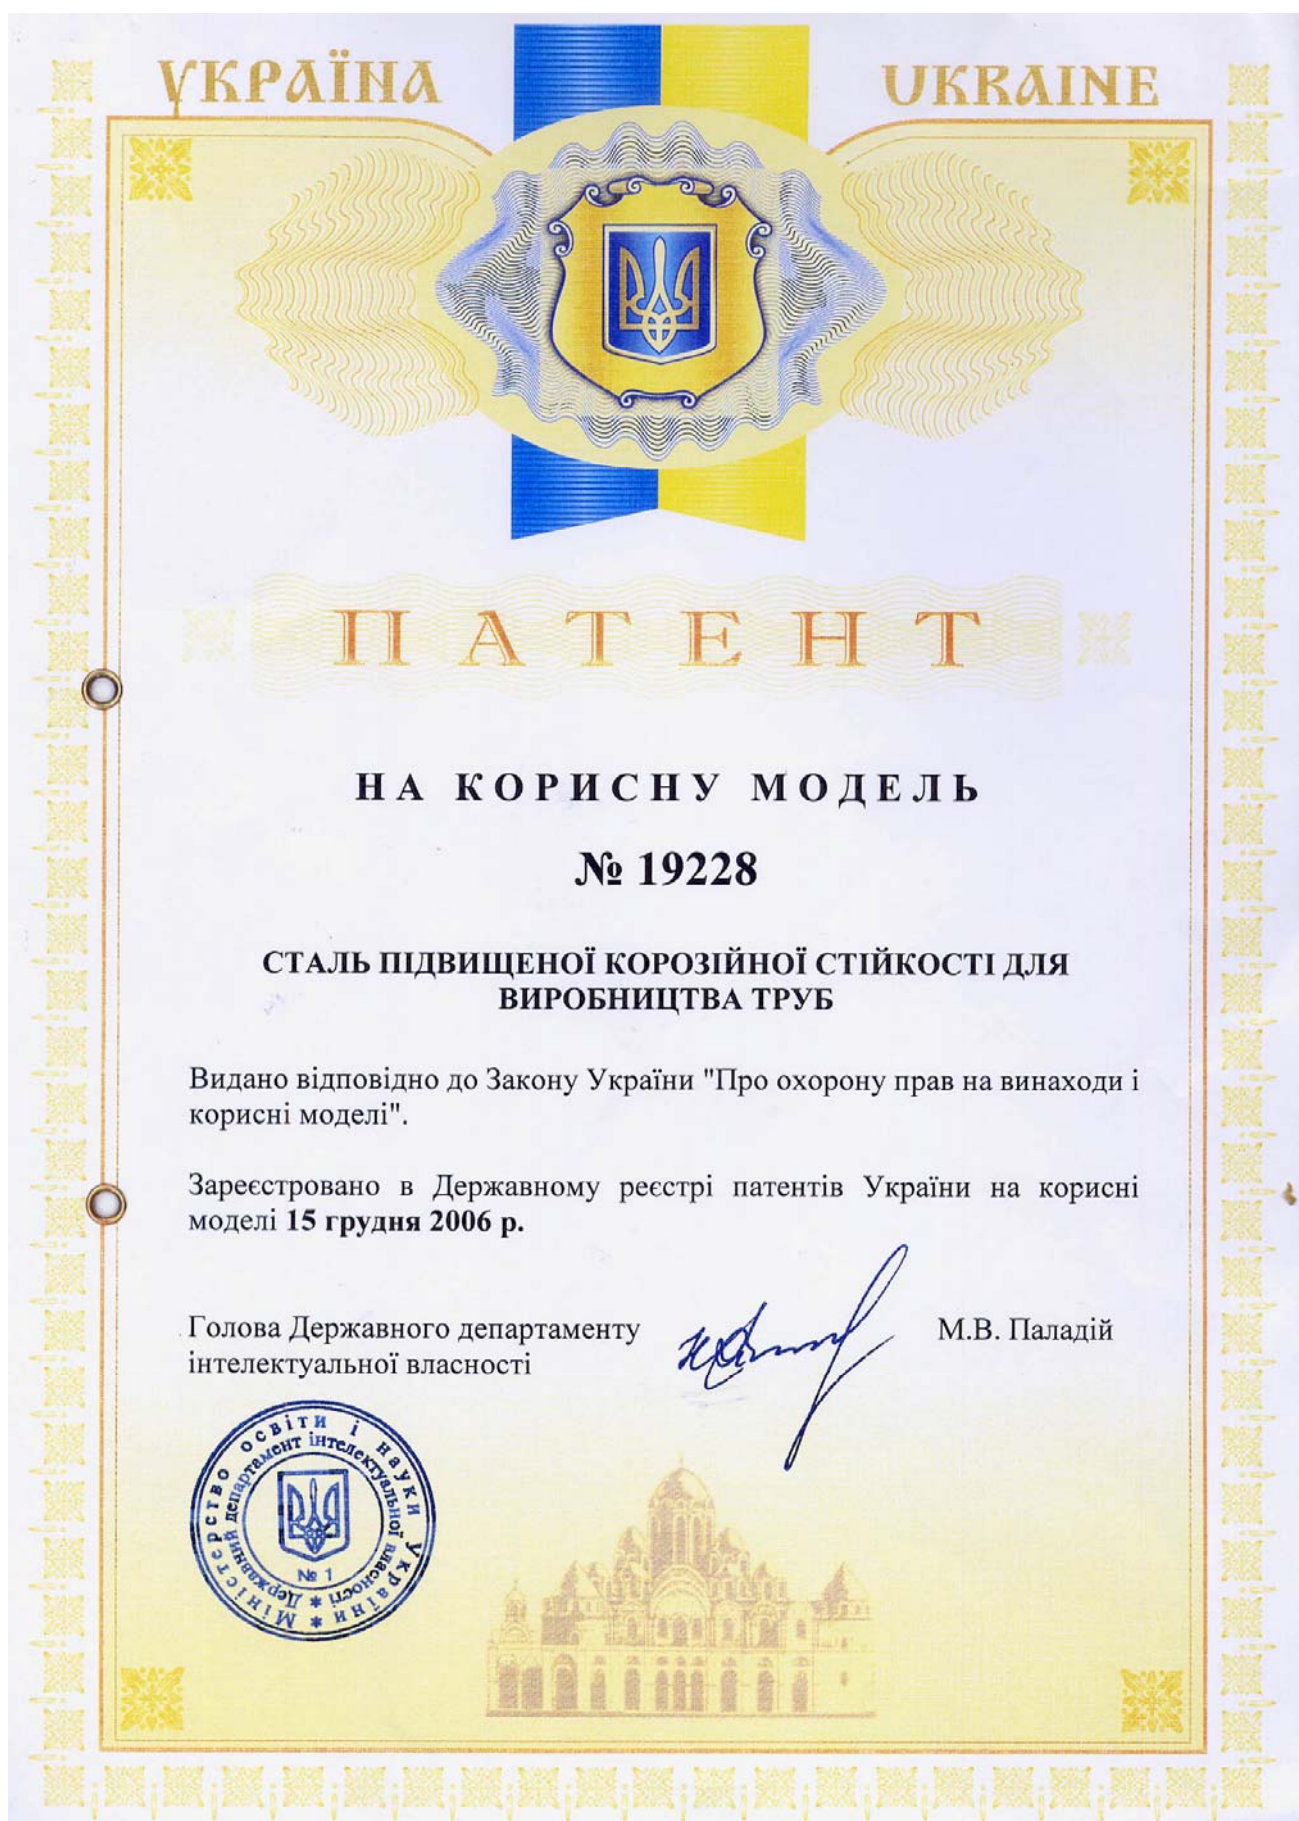 УКРАЇНА
UKRAINE
ПАТЕНТ
НА КОРИСНУ МОДЕЛЬ
№ 19228
СТАЛЬ ПІДВИЩЕНОЇ КОРОЗІЙНОЇ СТІЙКОСТІ ДЛЯ
ВИРОБНИЦТВА ТРУБ
Видано відповідно до Закону України "Про охорону прав на винаходи і
корисні моделі".
Зареєстровано в Державному реєстрі патентів України на корисні
моделі 15 грудня 2006 р.
Голова Державного департаменту
інтелектуальної власності
М.В. Паладій
Міністерство освіти і науки України *
Державний департамент інтелектуальної власності *
№ 1